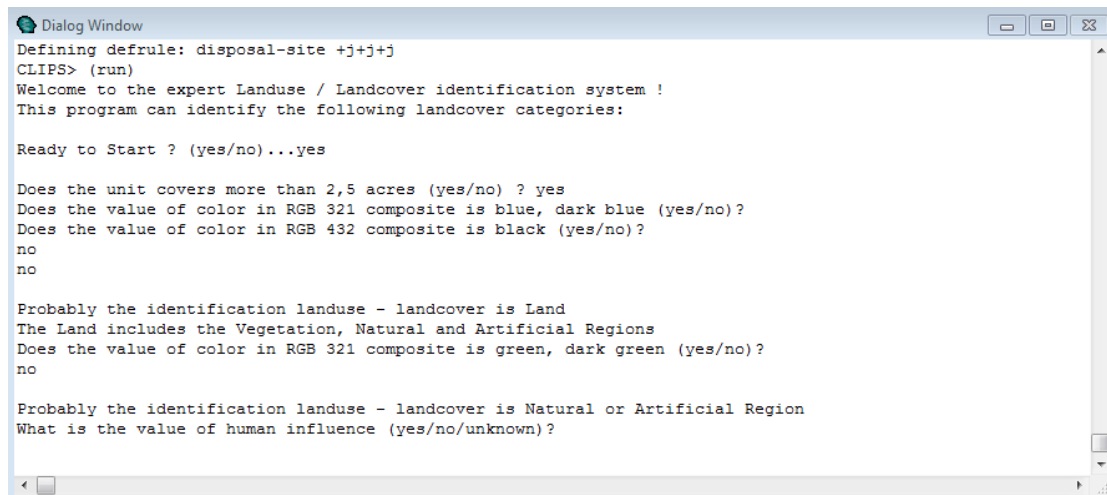 Dialog Window
Defining defrule: disposal-site +j+j+j
CLIPS> (run)
Welcome to the expert Landuse / Landcover identification system !
This program can identify the following landcover categories:
Ready to Start ? (yes/no)...yes
Does the unit covers more than 2,5 acres (yes/no) ? yes
Does the value of color in RGB 321 composite is blue, dark blue (yes/no)?
Does the value of color in RGB 432 composite is black (yes/no)?
no
no
Probably the identification landuse - landcover is Land
The Land includes the Vegetation, Natural and Artificial Regions
Does the value of color in RGB 321 composite is green, dark green (yes/no)?
no
Probably the identification landuse - landcover is Natural or Artificial Region
What is the value of human influence (yes/no/unknown)?